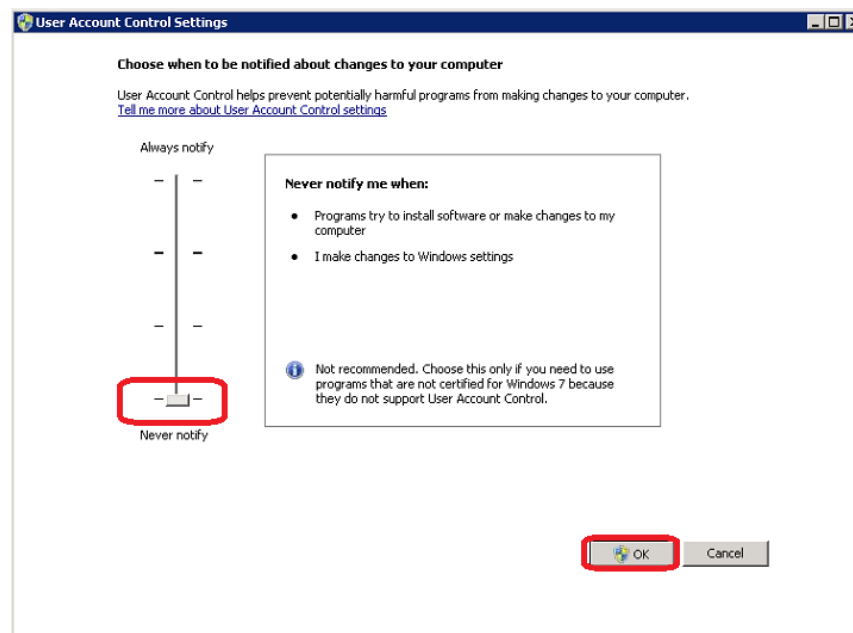 User Account Control Settings
Choose when to be notified about changes to your computer
User Account Control helps prevent potentially harmful programs from making changes to your computer.
Tell me more about User Account Control settings
Always notify
Never notify me when:
• Programs try to install software or make changes to my
computer
• I make changes to Windows settings
Not recommended. Choose this only if you need to use
programs that are not certified for Windows 7 because
they do not support User Account Control.
Never notify
OK
Cancel